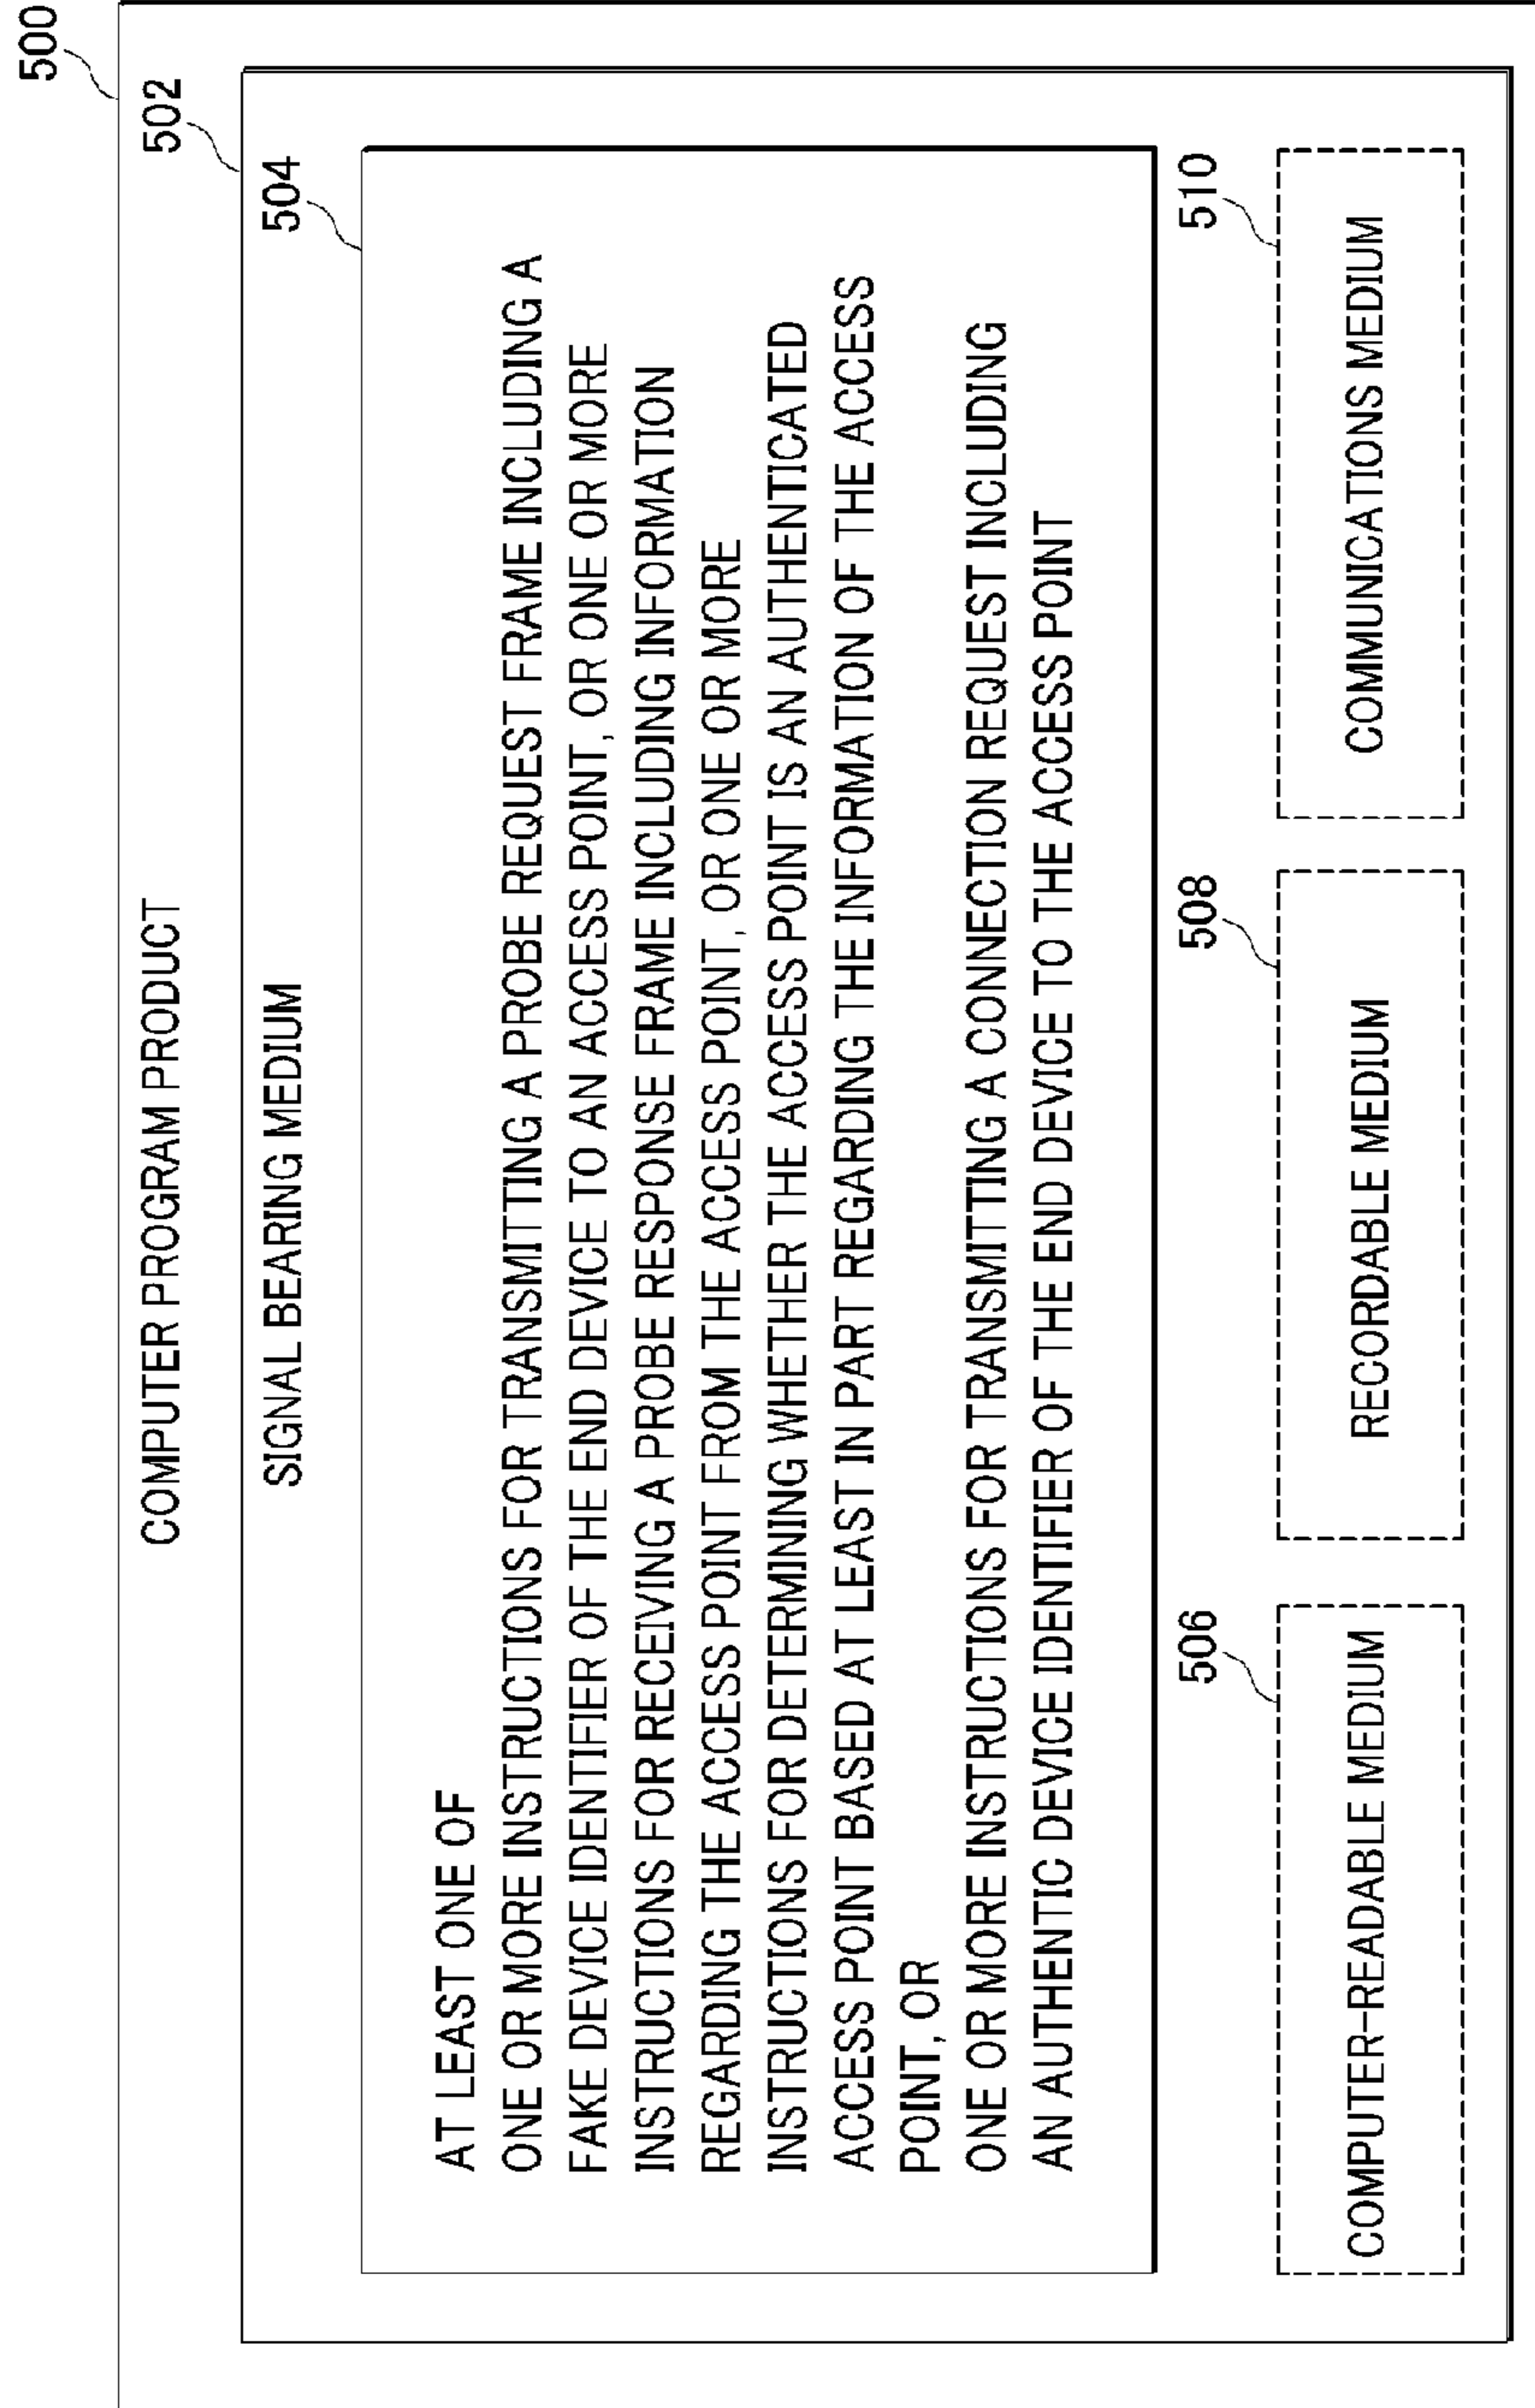 500
COMPUTER PROGRAM PRODUCT
502
SIGNAL BEARING MEDIUM
504
AT LEAST ONE OF
ONE OR MORE INSTRUCTIONS FOR TRANSMITTING A PROBE REQUEST FRAME INCLUDING A
FAKE DEVICE IDENTIFIER OF THE END DEVICE TO AN ACCESS POINT, OR ONE OR MORE
INSTRUCTIONS FOR RECEIVING A PROBE RESPONSE FRAME INCLUDING INFORMATION
REGARDING THE ACCESS POINT FROM THE ACCESS POINT, OR ONE OR MORE
INSTRUCTIONS FOR DETERMINING WHETHER THE ACCESS POINT IS AN AUTHENTICATED
ACCESS POINT BASED AT LEAST IN PART REGARDING THE INFORMATION OF THE ACCESS
POINT, OR
ONE OR MORE INSTRUCTIONS FOR TRANSMITTING A CONNECTION REQUEST INCLUDING
AN AUTHENTIC DEVICE IDENTIFIER OF THE END DEVICE TO THE ACCESS POINT
506
COMPUTER-READABLE MEDIUM
508
RECORDABLE MEDIUM
510
COMMUNICATIONS MEDIUM